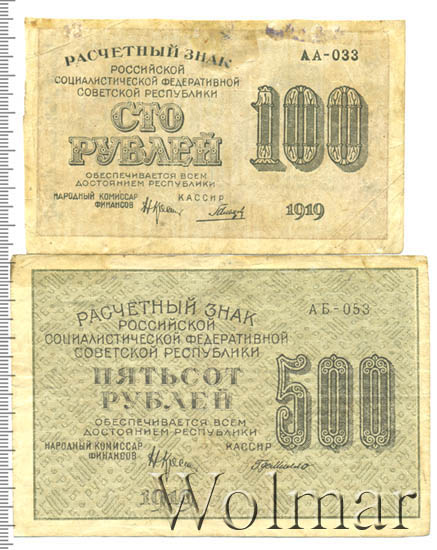 РАСЧЕТНЫЙ ЗНАК
АА-033
РОССИЙСКОЙ
СОЦИАЛИСТИЧЕСКОЙ ФЕДЕРАТИВНОЙ
СОВЕТСКОЙ РЕСПУБЛИКИ
СТО
РУБЛЕЙ
100
ОБЕСПЕЧИВАЕТСЯ ВСЕМ
ДОСТОЯНИЕМ РЕСПУБЛИКИ
НАРОДНЫЙ КОМИССАР
ФИНАНСОВ
КАССИР
1919
РАСЧЕТНЫЙ ЗНАК
АБ-053
РОССИЙСКОЙ
СОЦИАЛИСТИЧЕСКОЙ ФЕДЕРАТИВНОЙ
СОВЕТСКОЙ РЕСПУБЛИКИ
ПЯТЬСОТ
РУБЛЕЙ
500
ОБЕСПЕЧИВАЕТСЯ ВСЕМ
ДОСТОЯНИЕМ РЕСПУБЛИКИ
НАРОДНЫЙ КОМИССАР
ФИНАНСОВ
КАССИР
1919
Wolmar